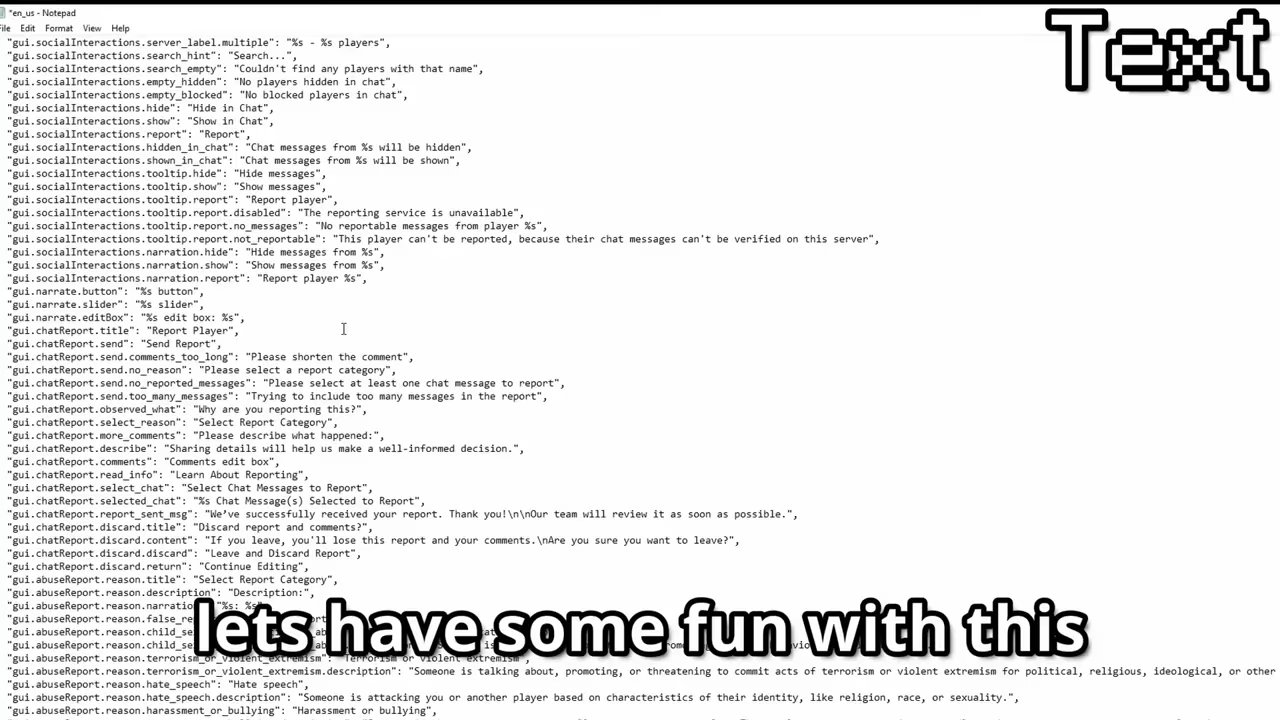 *en_us - Notepad
File Edit Format View Help
Text
"gui.socialInteractions.server_label.multiple": "%s - %s players",
"gui.socialInteractions.search_hint": "Search...",
"gui.socialInteractions.search_empty": "Couldn't find any players with that name",
"gui.socialInteractions.empty_hidden": "No players hidden in chat",
"gui.socialInteractions.empty_blocked": "No blocked players in chat",
"gui.socialInteractions.hide": "Hide in Chat",
"gui.socialInteractions.show": "Show in Chat",
"gui.socialInteractions.report": "Report",
"gui.socialInteractions.hidden_in_chat": "Chat messages from %s will be hidden",
"gui.socialInteractions.shown_in_chat": "Chat messages from %s will be shown",
"gui.socialInteractions.tooltip.hide": "Hide messages",
"gui.socialInteractions.tooltip.show": "Show messages",
"gui.socialInteractions.tooltip.report": "Report player",
"gui.socialInteractions.tooltip.report.disabled": "The reporting service is unavailable",
"gui.socialInteractions.tooltip.report.no_messages": "No reportable messages from player %s",
"gui.socialInteractions.tooltip.report.not_reportable": "This player can't be reported, because their chat messages can't be verified on this server",
"gui.socialInteractions.narration.hide": "Hide messages from %s",
"gui.socialInteractions.narration.show": "Show messages from %s",
"gui.socialInteractions.narration.report": "Report player %s",
"gui.narrate.button": "%s button",
"gui.narrate.slider": "%s slider",
"gui.narrate.editBox": "%s edit box: %s",
"gui.chatReport.title": "Report Player",
"gui.chatReport.send": "Send Report",
"gui.chatReport.send.comments_too_long": "Please shorten the comment",
"gui.chatReport.send.no_reason": "Please select a report category",
"gui.chatReport.send.no_reported_messages": "Please select at least one chat message to report",
"gui.chatReport.send.too_many_messages": "Trying to include too many messages in the report",
"gui.chatReport.observed_what": "Why are you reporting this?",
"gui.chatReport.select_reason": "Select Report Category",
"gui.chatReport.more_comments": "Please describe what happened:",
"gui.chatReport.describe": "Sharing details will help us make a well-informed decision.",
"gui.chatReport.comments": "Comments edit box",
"gui.chatReport.read_info": "Learn About Reporting",
"gui.chatReport.select_chat": "Select Chat Messages to Report",
"gui.chatReport.selected_chat": "%s Chat Message(s) Selected to Report",
"gui.chatReport.report_sent_msg": "We've successfully received your report. Thank you!\n\nOur team will review it as soon as possible.",
"gui.chatReport.discard.title": "Discard report and comments?",
"gui.chatReport.discard.content": "If you leave, you'll lose this report and your comments.\nAre you sure you want to leave?",
"gui.chatReport.discard.discard": "Leave and Discard Report",
"gui.chatReport.discard.return": "Continue Editing",
"gui.abuseReport.reason.title": "Select Report Category",
"gui.abuseReport.reason.description": "Description:",
"gui.abuseReport.reason.narratio "%s: %s"
"gui.abuseReport.reason.false_re
"gui.abuseReport.reason.child_se
lets have some fun with this
"gui.abuseReport.reason.child_se
"gui.abuseReport.reason.terrorism_or_violent_extremism": "Terrorism or violent extremism",
"gui.abuseReport.reason.terrorism_or_violent_extremism.description": "Someone is talking about, promoting, or threatening to commit acts of terrorism or violent extremism for political, religious, ideological, or other
"gui.abuseReport.reason.hate_speech": "Hate speech",
"gui.abuseReport.reason.hate_speech.description": "Someone is attacking you or another player based on characteristics of their identity, like religion, race, or sexuality.",
"gui.abuseReport.reason.harassment_or_bullying": "Harassment or bullying",